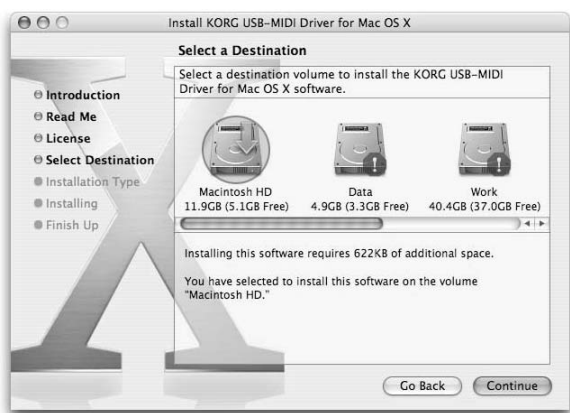 Install KORG USB-MIDI Driver for Mac OS X
Select a Destination
Introduction
Read Me
License
Select Destination
Installation Type
Installing
Finish Up
Select a destination volume to install the KORG USB-MIDI
Driver for Mac OS X software.
Macintosh HD
11.9GB (5.1GB Free)
Data
4.9GB (3.3GB Free)
Work
40.4GB (37.0GB Free)
Installing this software requires 622KB of additional space.
You have selected to install this software on the volume
"Macintosh HD."
Go Back
Continue